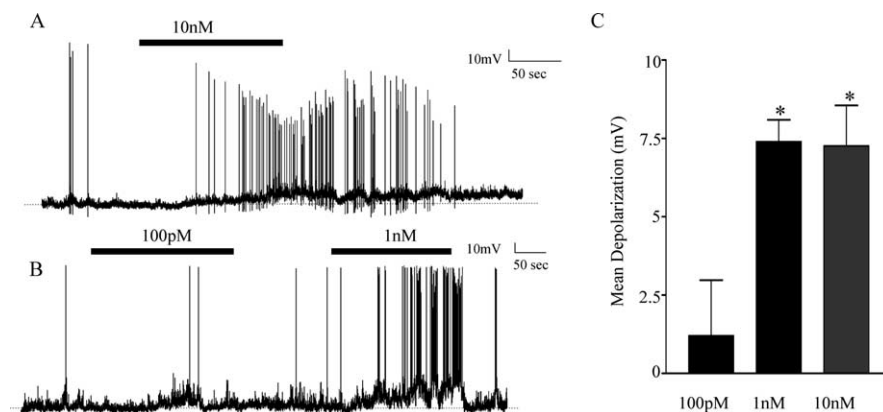 A
10nM
10mV
50 sec
B
100pM
1nM
10mV
50 sec
C
Mean Depolarization (mV)
10
7.5
5
2.5
0
*
*
100pM
1nM
10nM